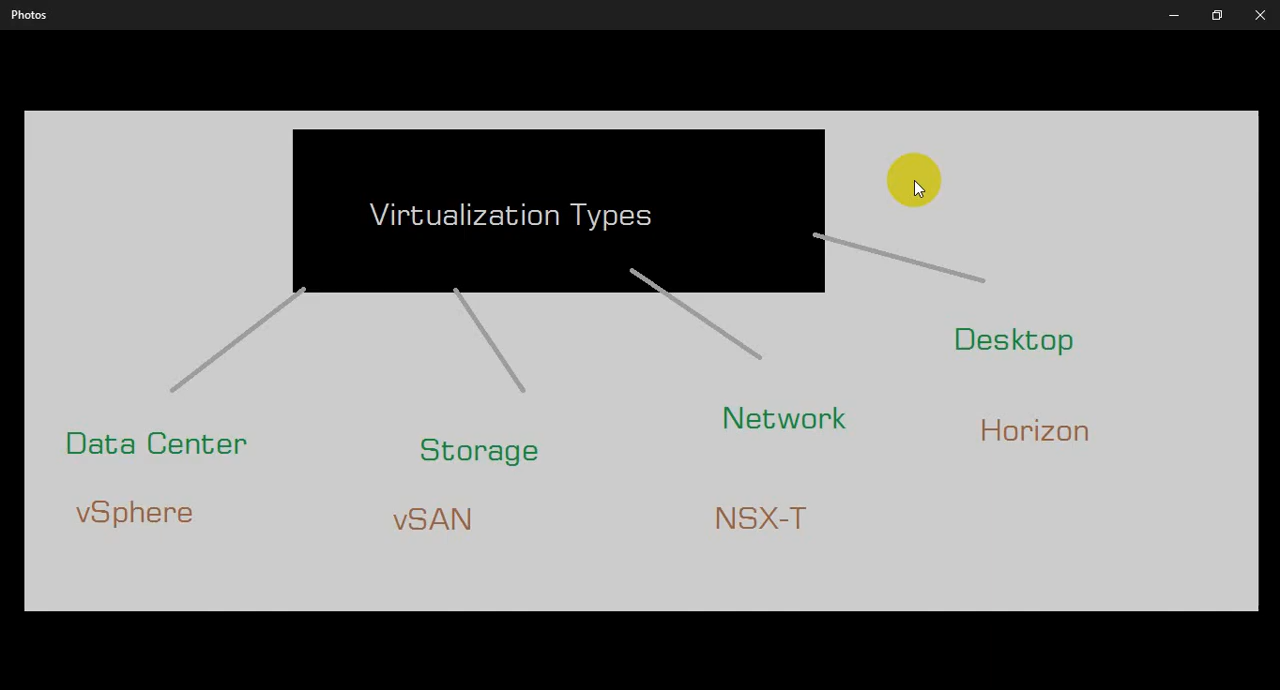 Photos
Virtualization Types
Desktop
Network
Horizon
Data Center
Storage
vSphere
vSAN
NSX-T